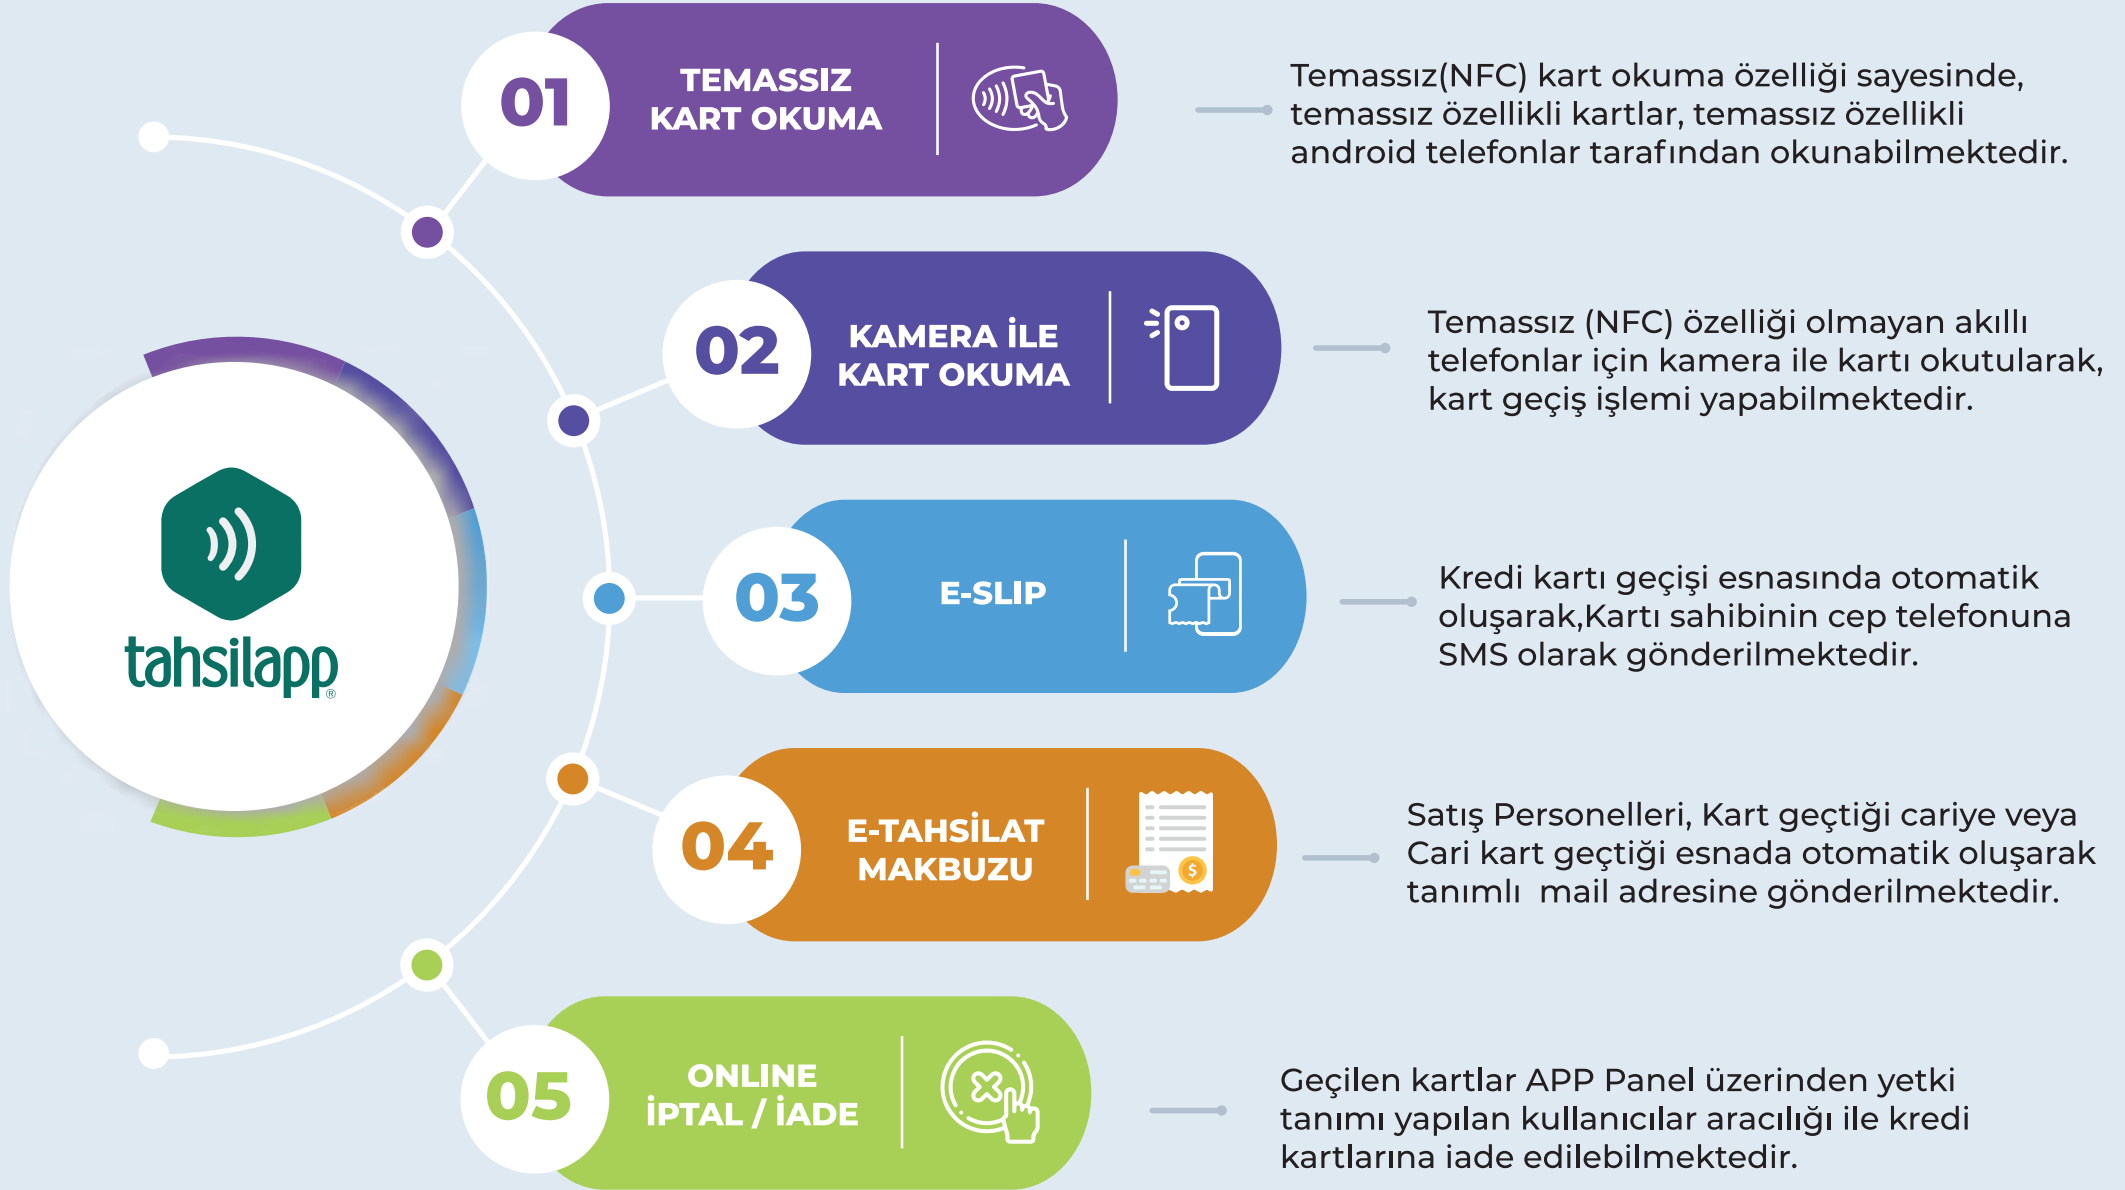 tahsilapp
®
01
TEMASSIZ
KART OKUMA
Temassız(NFC) kart okuma özelliği sayesinde,
temassız özellikli kartlar, temassız özellikli
android telefonlar tarafından okunabilmektedir.
02
KAMERA İLE
KART OKUMA
Temassız (NFC) özelliği olmayan akıllı
telefonlar için kamera ile kartı okutularak,
kart geçiş işlemi yapabilmektedir.
03
E-SLIP
Kredi kartı geçişi esnasında otomatik
oluşarak,Kartı sahibinin cep telefonuna
SMS olarak gönderilmektedir.
04
E-TAHSİLAT
MAKBUZU
$
Satış Personelleri, Kart geçtiği cariye veya
Cari kart geçtiği esnada otomatik oluşarak
tanımlı  mail adresine gönderilmektedir.
05
ONLINE
İPTAL / İADE
Geçilen kartlar APP Panel üzerinden yetki
tanımı yapılan kullanıcılar aracılığı ile kredi
kartlarına iade edilebilmektedir.